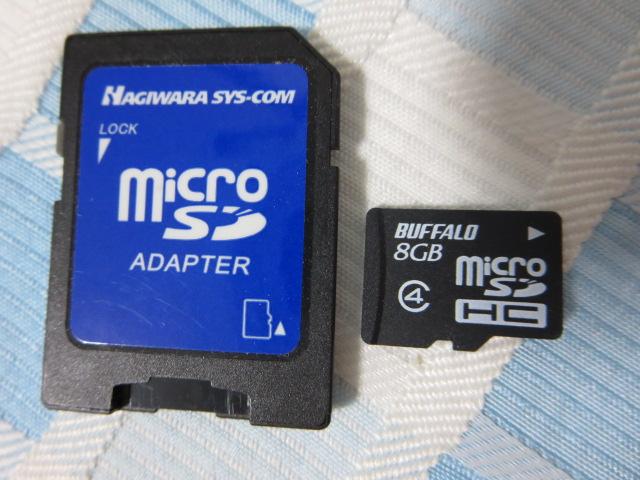 HAGIWARA SYS-COM
LOCK
micro
SD
ADAPTER
BUFFALO
8GB
4
micro
SD
HC